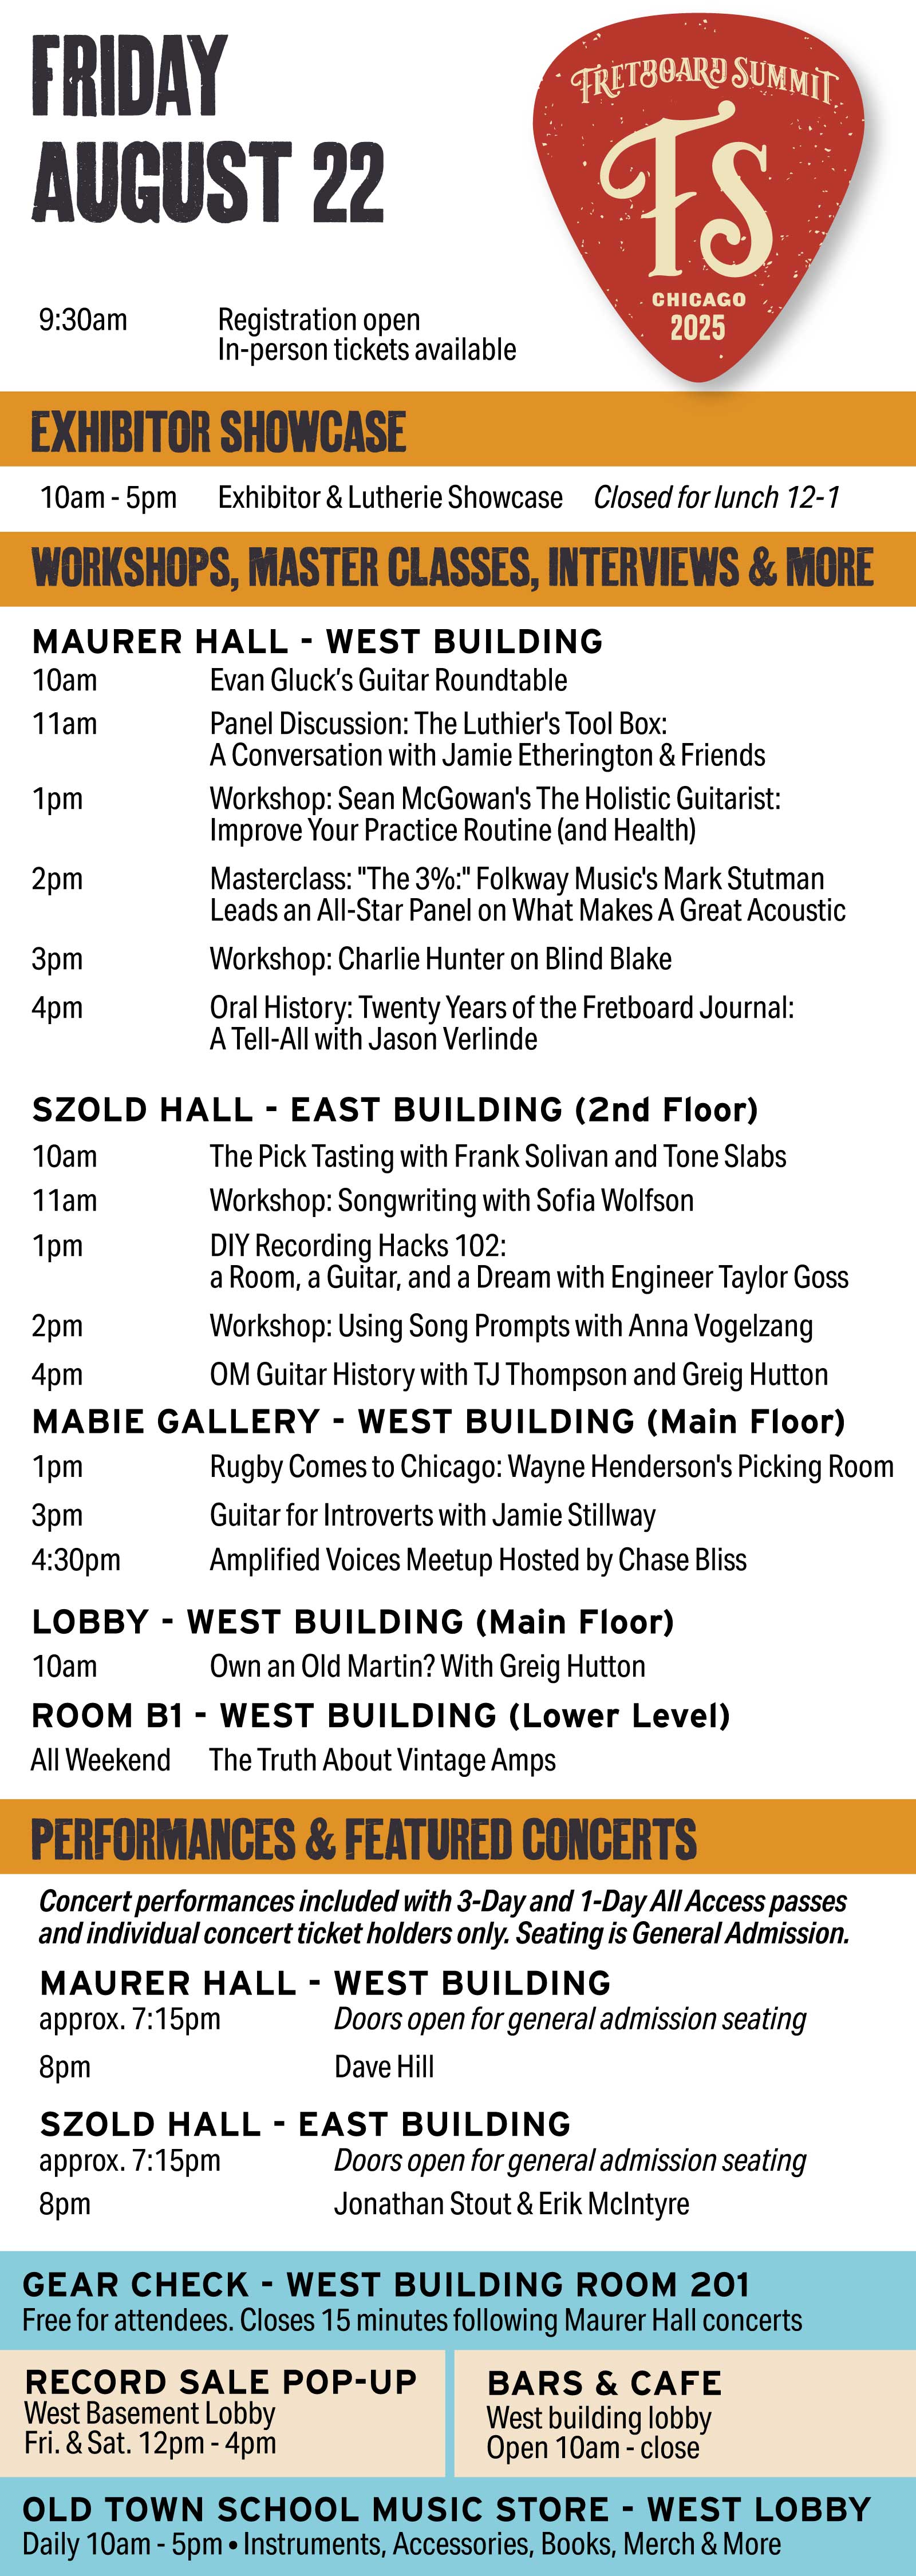 FRIDAY
AUGUST 22
FRETBOARD SUMMIT
FS
CHICAGO
2025
9:30am Registration open
In-person tickets available
EXHIBITOR SHOWCASE
10am - 5pm Exhibitor & Lutherie Showcase Closed for lunch 12-1
WORKSHOPS, MASTER CLASSES, INTERVIEWS & MORE
MAURER HALL - WEST BUILDING
10am Evan Gluck’s Guitar Roundtable
11am Panel Discussion: The Luthier's Tool Box:
A Conversation with Jamie Etherington & Friends
1pm Workshop: Sean McGowan's The Holistic Guitarist:
Improve Your Practice Routine (and Health)
2pm Masterclass: "The 3%:" Folkway Music's Mark Stutman
Leads an All-Star Panel on What Makes A Great Acoustic
3pm Workshop: Charlie Hunter on Blind Blake
4pm Oral History: Twenty Years of the Fretboard Journal:
A Tell-All with Jason Verlinde
SZOLD HALL - EAST BUILDING (2nd Floor)
10am The Pick Tasting with Frank Solivan and Tone Slabs
11am Workshop: Songwriting with Sofia Wolfson
1pm DIY Recording Hacks 102:
a Room, a Guitar, and a Dream with Engineer Taylor Goss
2pm Workshop: Using Song Prompts with Anna Vogelzang
4pm OM Guitar History with TJ Thompson and Greig Hutton
MABIE GALLERY - WEST BUILDING (Main Floor)
1pm Rugby Comes to Chicago: Wayne Henderson's Picking Room
3pm Guitar for Introverts with Jamie Stillway
4:30pm Amplified Voices Meetup Hosted by Chase Bliss
LOBBY - WEST BUILDING (Main Floor)
10am Own an Old Martin? With Greig Hutton
ROOM B1 - WEST BUILDING (Lower Level)
All Weekend The Truth About Vintage Amps
PERFORMANCES & FEATURED CONCERTS
Concert performances included with 3-Day and 1-Day All Access passes
and individual concert ticket holders only. Seating is General Admission.
MAURER HALL - WEST BUILDING
approx. 7:15pm Doors open for general admission seating
8pm Dave Hill
SZOLD HALL - EAST BUILDING
approx. 7:15pm Doors open for general admission seating
8pm Jonathan Stout & Erik McIntyre
GEAR CHECK - WEST BUILDING ROOM 201
Free for attendees. Closes 15 minutes following Maurer Hall concerts
RECORD SALE POP-UP
West Basement Lobby
Fri. & Sat. 12pm - 4pm
BARS & CAFE
West building lobby
Open 10am - close
OLD TOWN SCHOOL MUSIC STORE - WEST LOBBY
Daily 10am - 5pm • Instruments, Accessories, Books, Merch & More